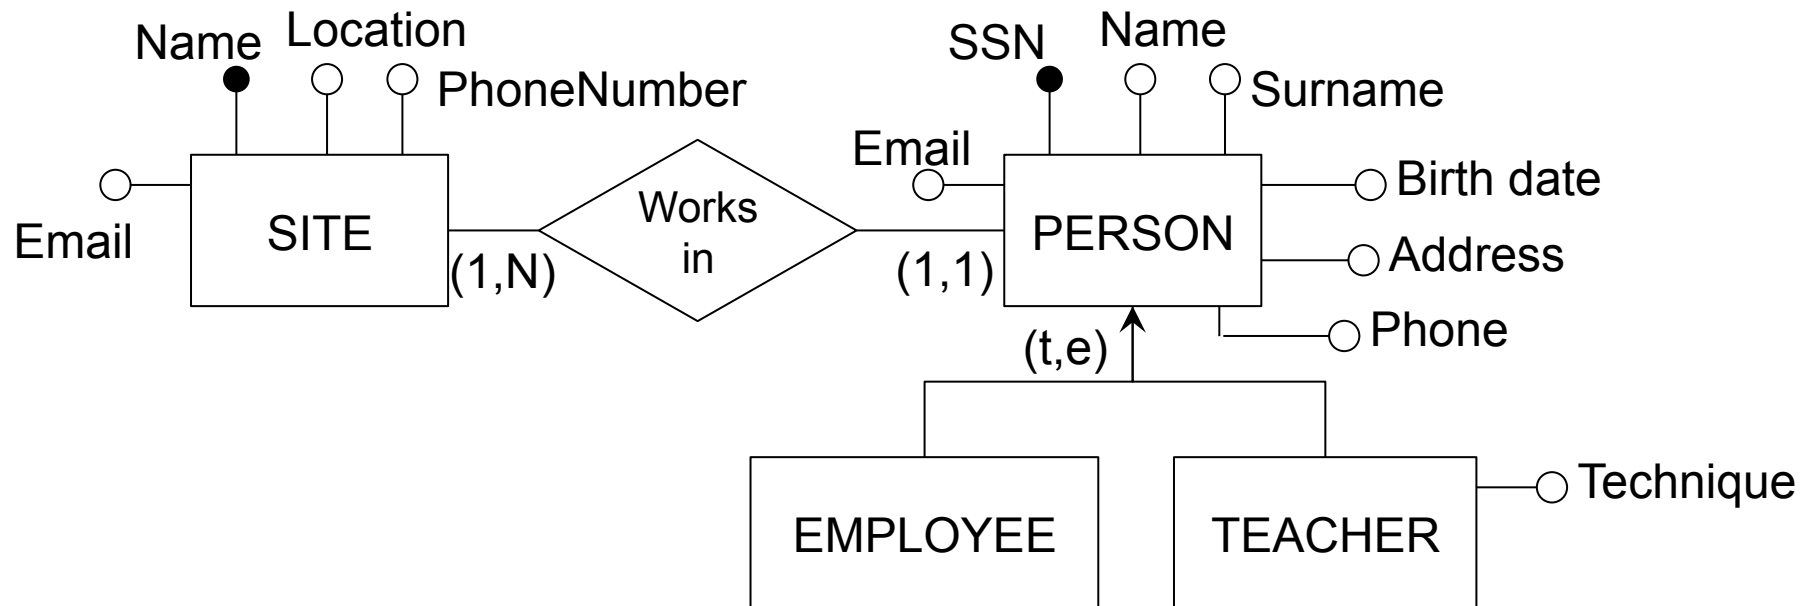 Name
Location
PhoneNumber
Email
SITE
(1,N)
Works
in
(1,1)
SSN
Name
Surname
Email
PERSON
Birth date
Address
Phone
(t,e)
EMPLOYEE
TEACHER
Technique